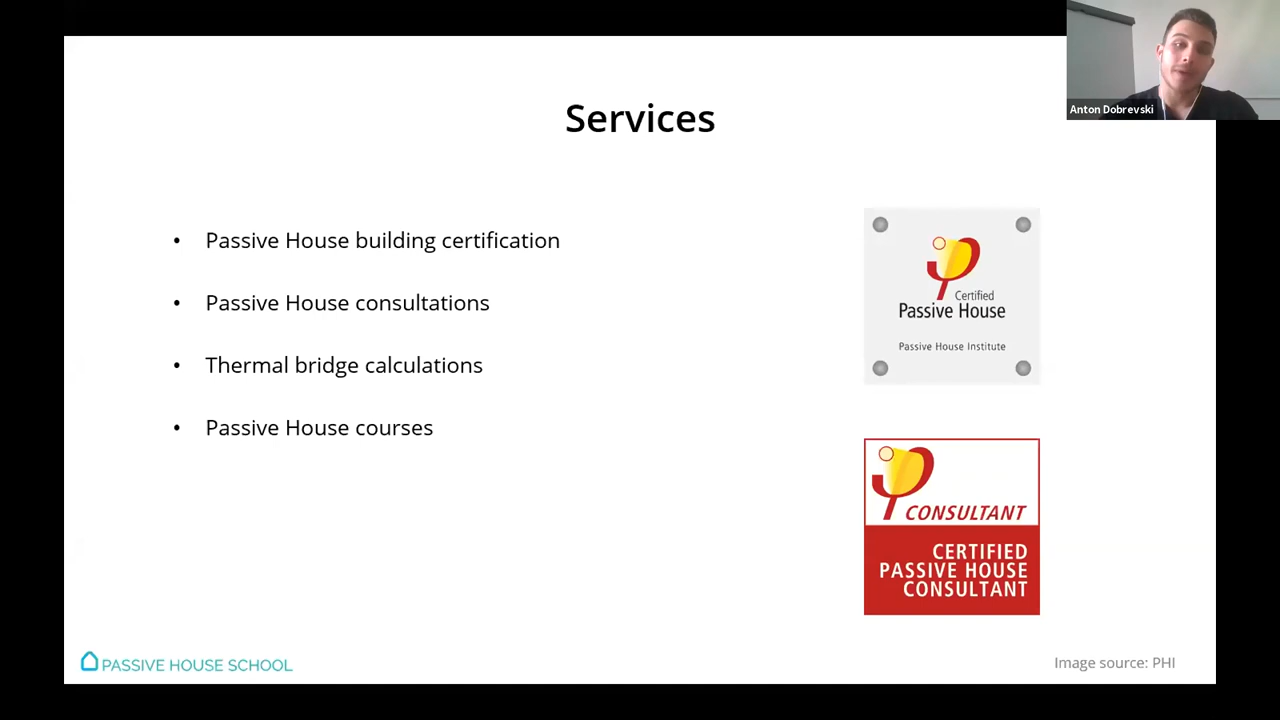 Services
Anton Dobrevski
• Passive House building certification
• Passive House consultations
• Thermal bridge calculations
• Passive House courses
Certified
Passive House
Passive House Institute
CONSULTANT
CERTIFIED
PASSIVE HOUSE
CONSULTANT
PASSIVE HOUSE SCHOOL
Image source: PHI